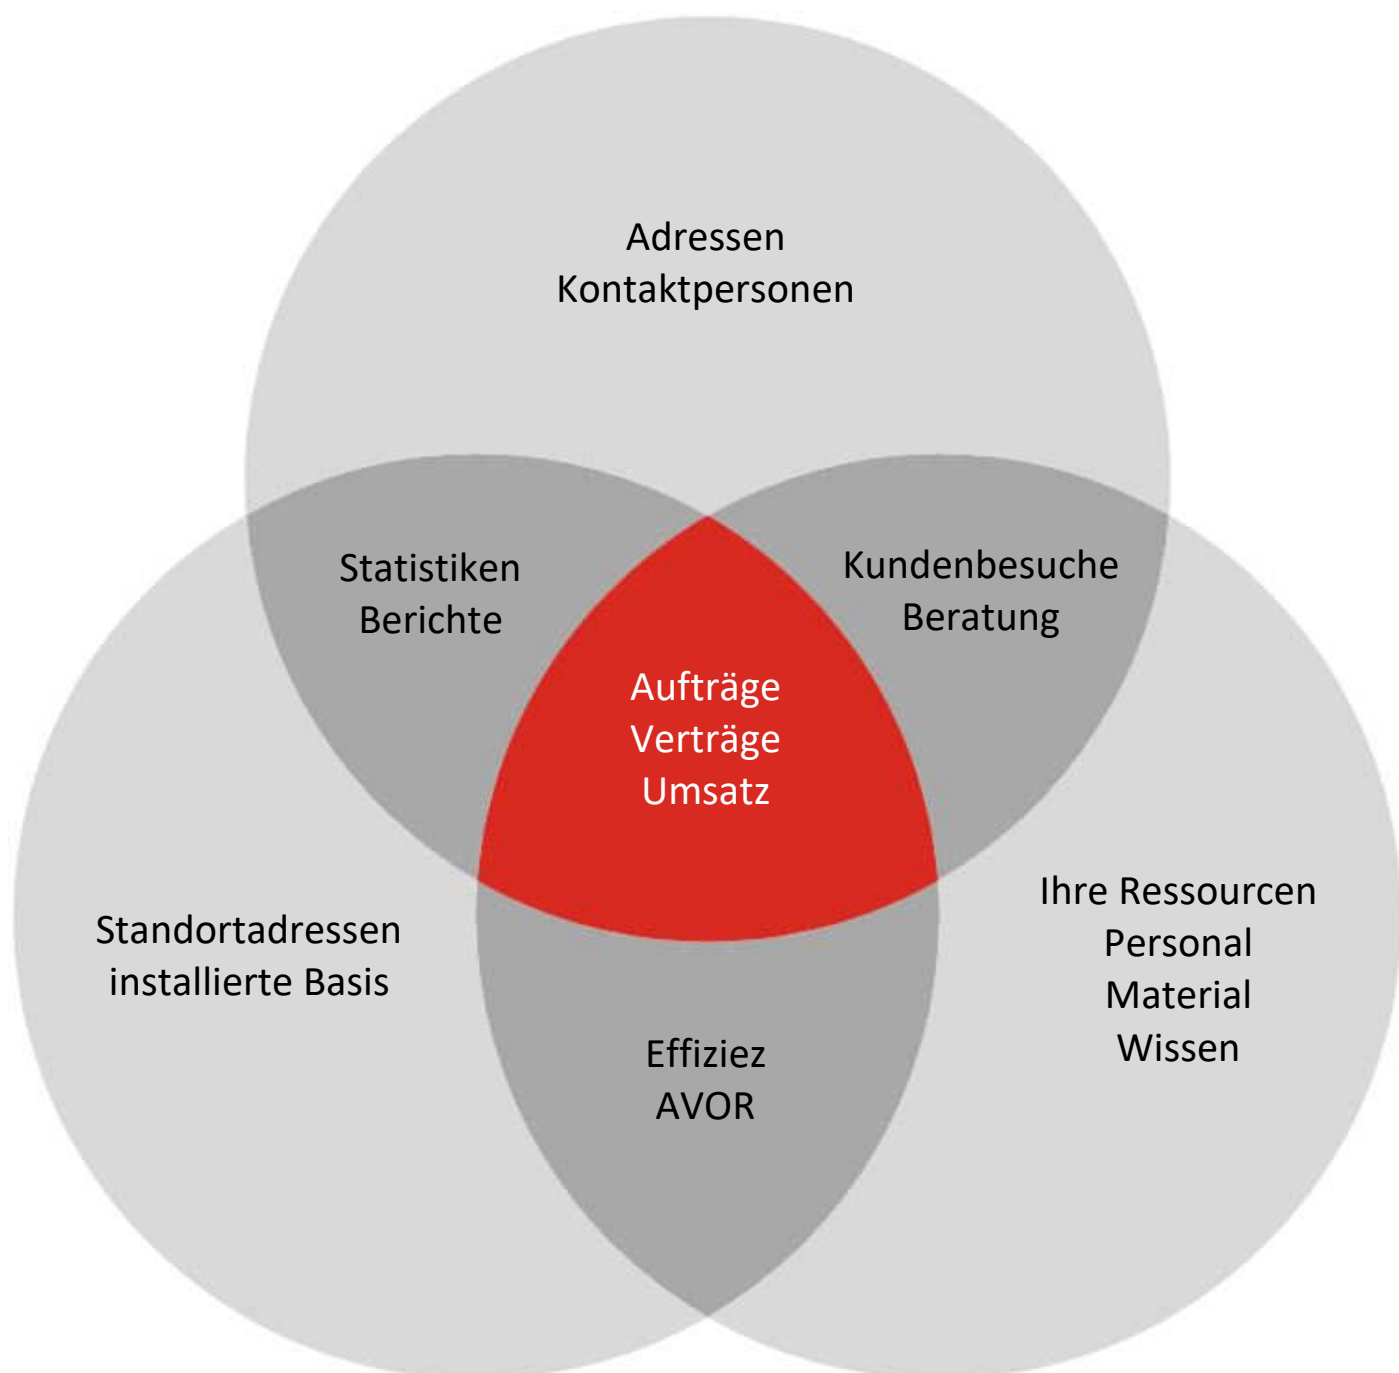 Adressen
Kontaktpersonen
Statistiken
Berichte
Kundenbesuche
Beratung
Aufträge
Verträge
Umsatz
Standortadressen
installierte Basis
Ihre Ressourcen
Personal
Material
Wissen
Effiziez
AVOR